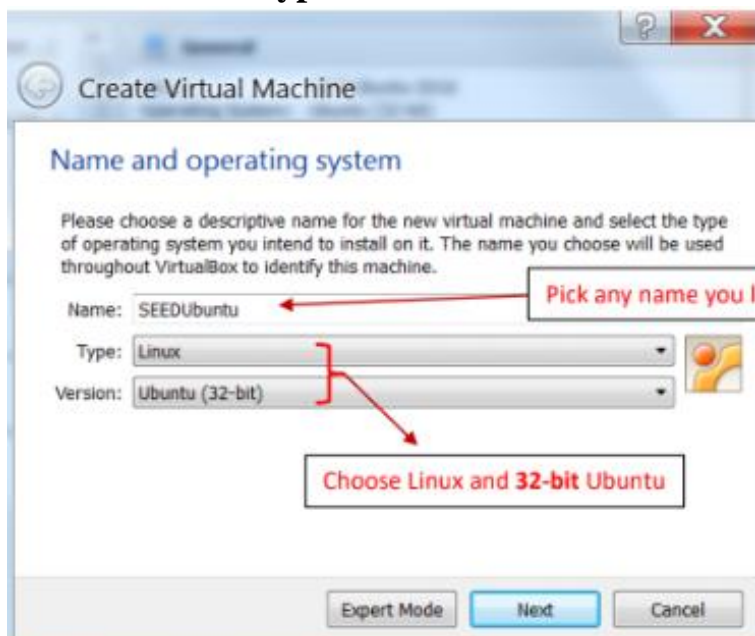 Create Virtual Machine
Name and operating system
Please choose a descriptive name for the new virtual machine and select the type
of operating system you intend to install on it. The name you choose will be used
throughout VirtualBox to identify this machine.
Pick any name you
Name: SEEDUbuntu
Type: Linux
Version: Ubuntu (32-bit)
Choose Linux and 32-bit Ubuntu
Expert Mode Next Cancel